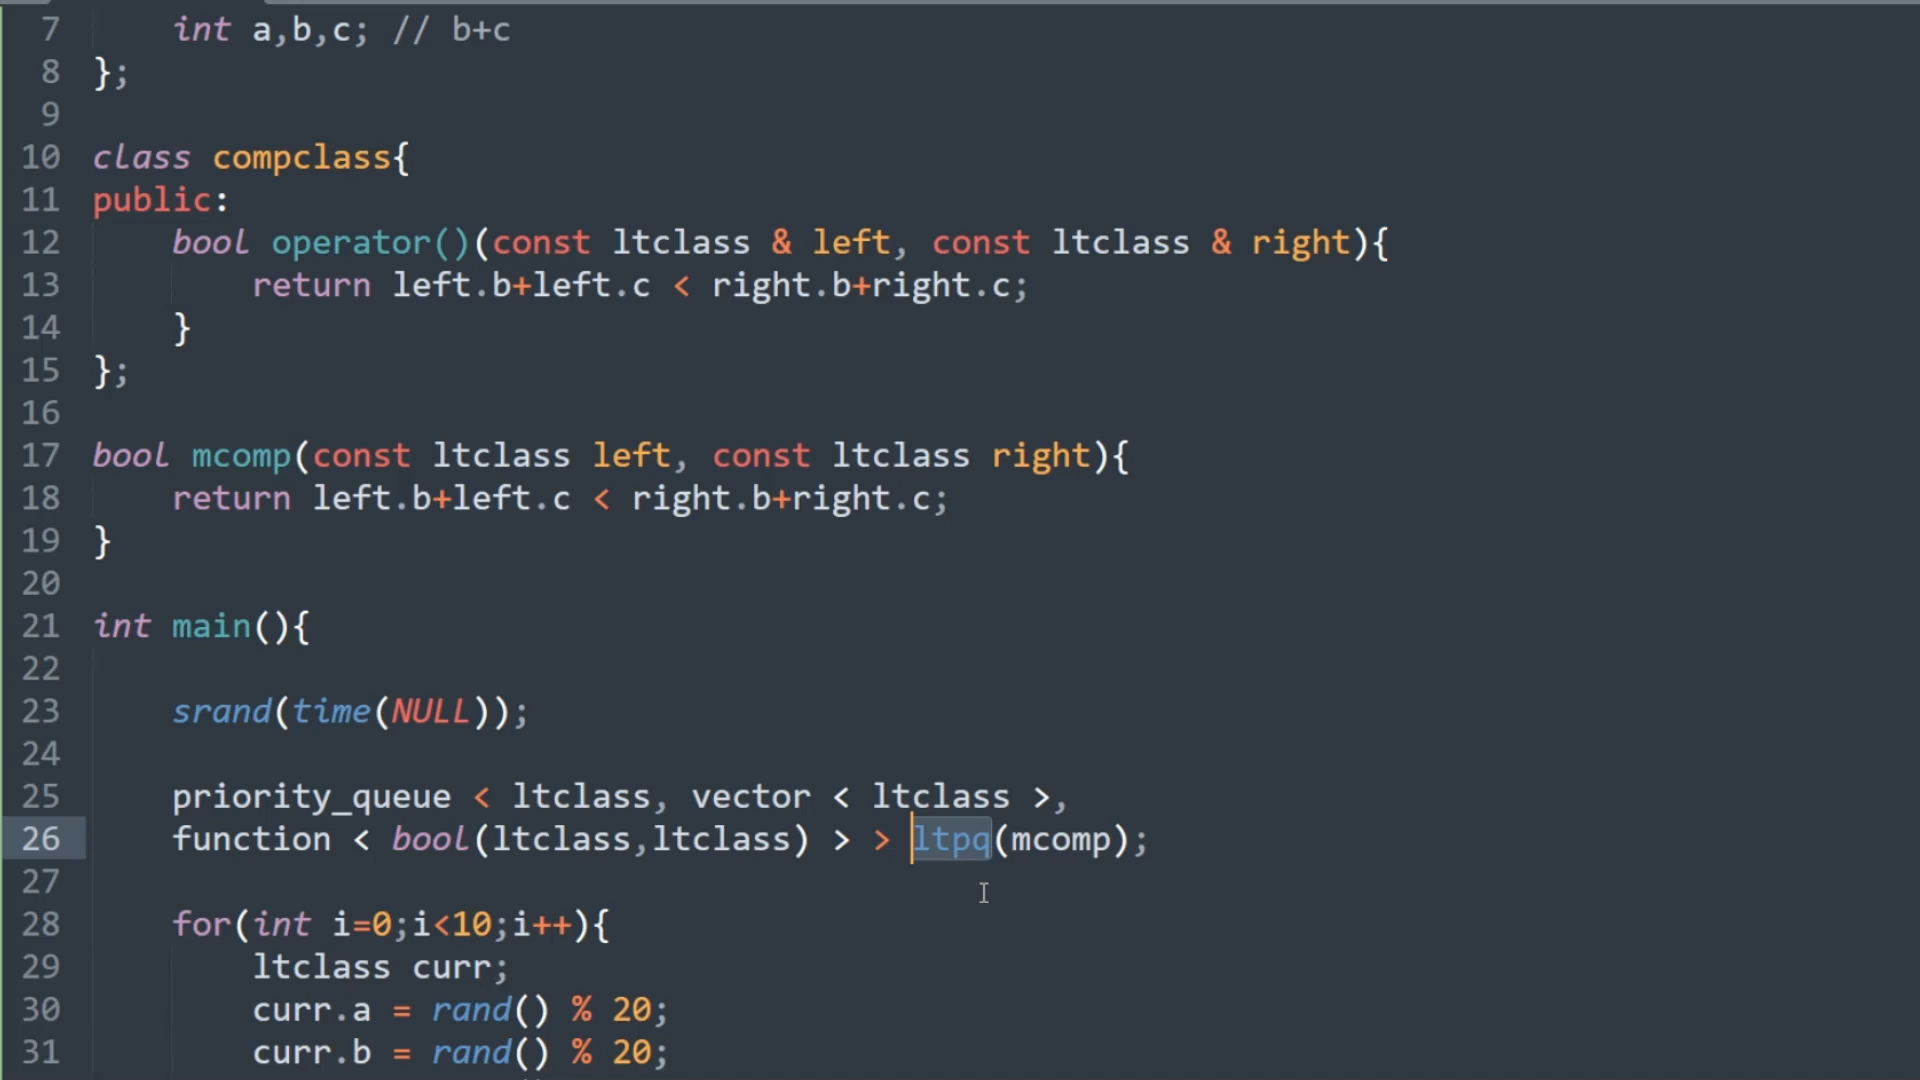 7 int a,b,c; // b+c
8 };
9
10 class compclass{
11 public:
12 bool operator()(const ltclass & left, const ltclass & right){
13 return left.b+left.c < right.b+right.c;
14 }
15 };
16
17 bool mcomp(const ltclass left, const ltclass right){
18 return left.b+left.c < right.b+right.c;
19 }
20
21 int main(){
22
23 srand(time(NULL));
24
25 priority_queue < ltclass, vector < ltclass >,
26 function < bool(ltclass,ltclass) > > ltpq(mcomp);
27
28 for(int i=0;i<10;i++){
29 ltclass curr;
30 curr.a = rand() % 20;
31 curr.b = rand() % 20;